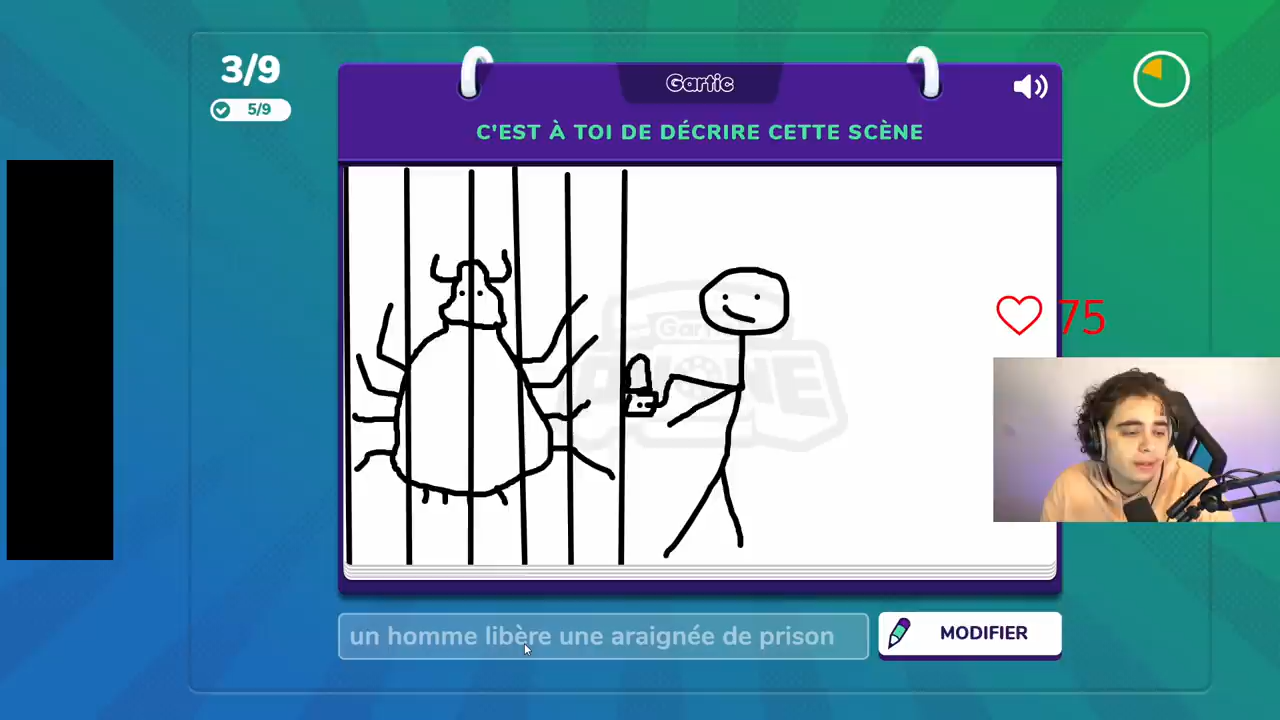 3/9
5/9
Gartic
C'EST À TOI DE DÉCRIRE CETTE SCÈNE
75
un homme libère une araignée de prison
MODIFIER